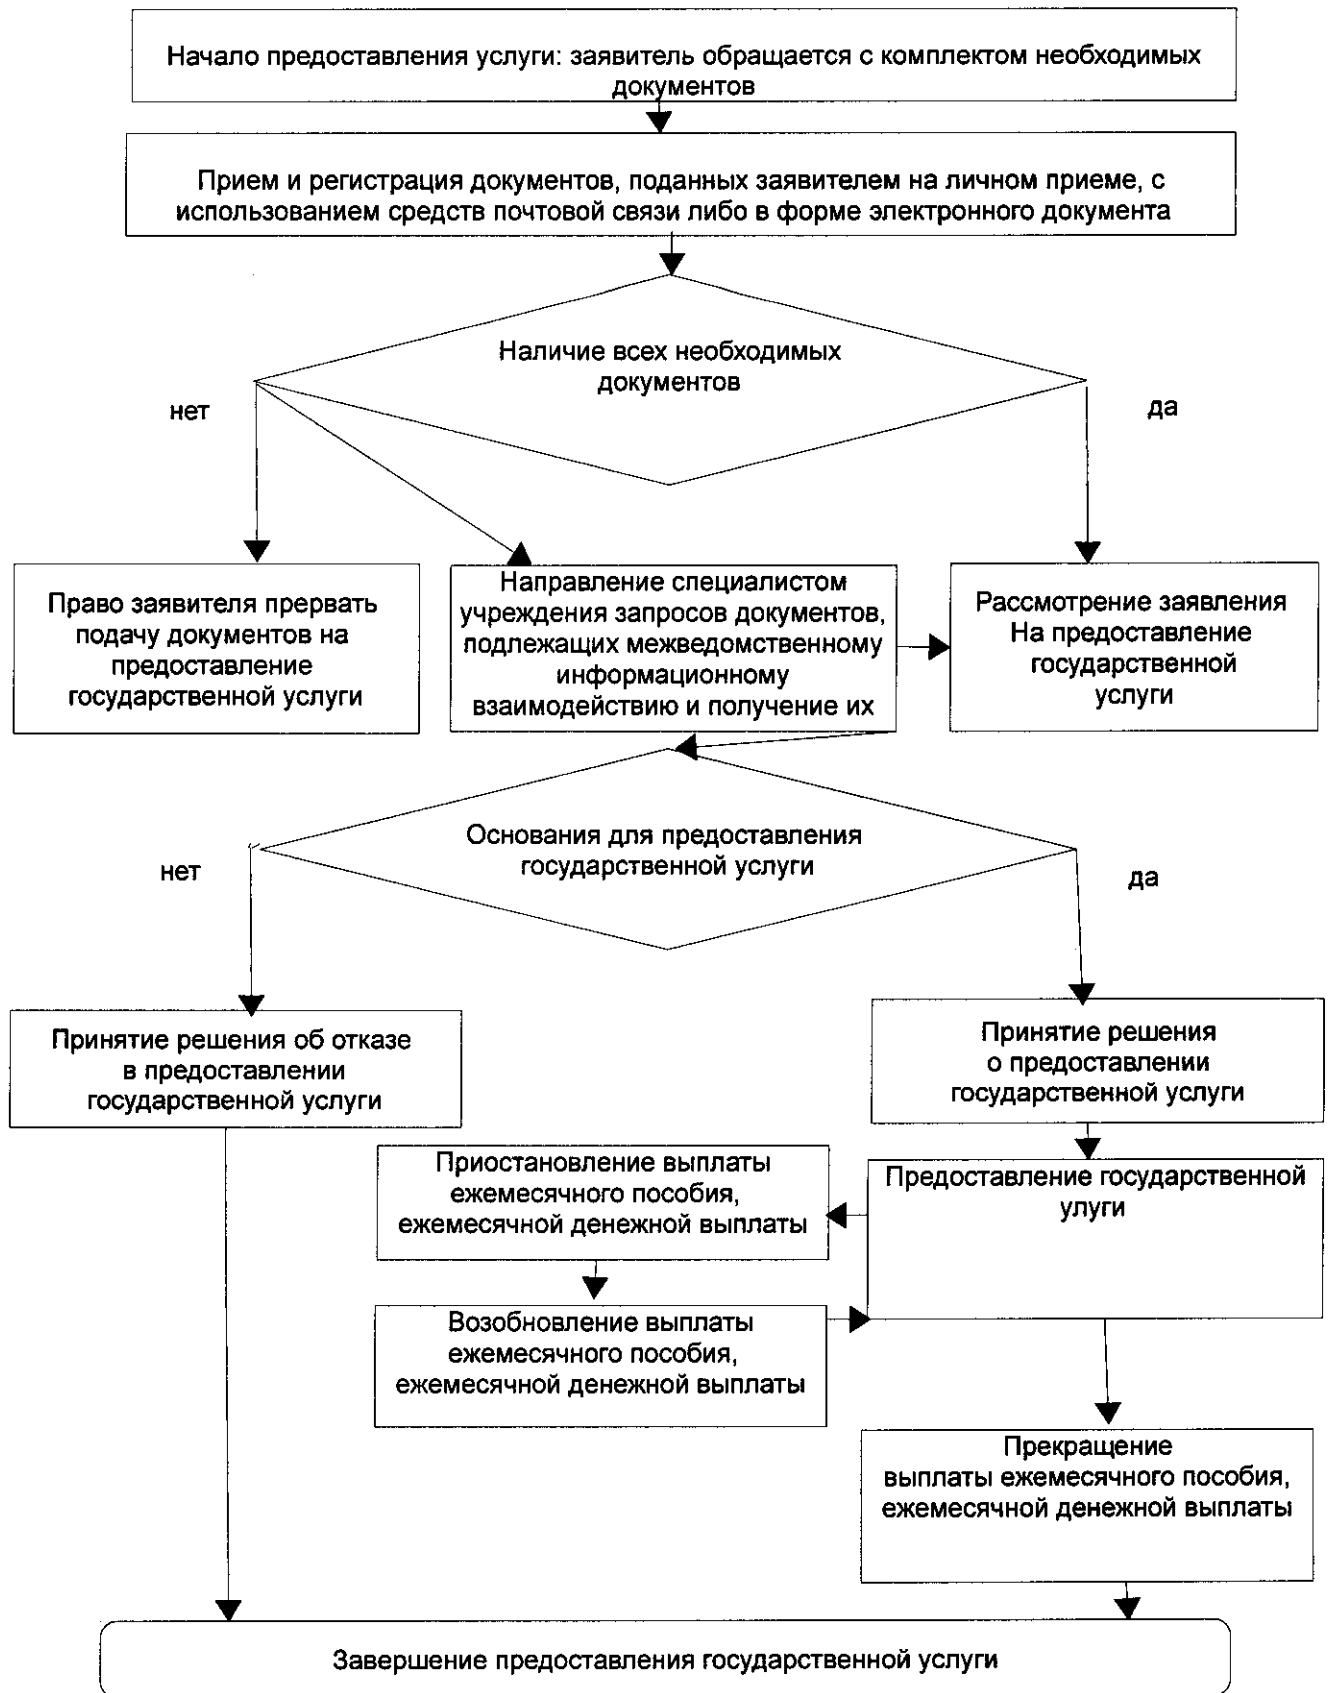 Начало предоставления услуги: заявитель обращается с комплектом необходимых
документов
Прием и регистрация документов, поданных заявителем на личном приеме, с
использованием средств почтовой связи либо в форме электронного документа
Наличие всех необходимых
документов
нет
да
Право заявителя прервать
подачу документов на
предоставление
государственной услуги
Направление специалистом
учреждения запросов документов,
подлежащих межведомственному
информационному
взаимодействию и получение их
Рассмотрение заявления
На предоставление
государственной
услуги
Основания для предоставления
государственной услуги
нет
да
Принятие решения об отказе
в предоставлении
государственной услуги
Принятие решения
о предоставлении
государственной услуги
Приостановление выплаты
ежемесячного пособия,
ежемесячной денежной выплаты
Предоставление государственной
улуги
Возобновление выплаты
ежемесячного пособия,
ежемесячной денежной выплаты
Прекращение
выплаты ежемесячного пособия,
ежемесячной денежной выплаты
Завершение предоставления государственной услуги